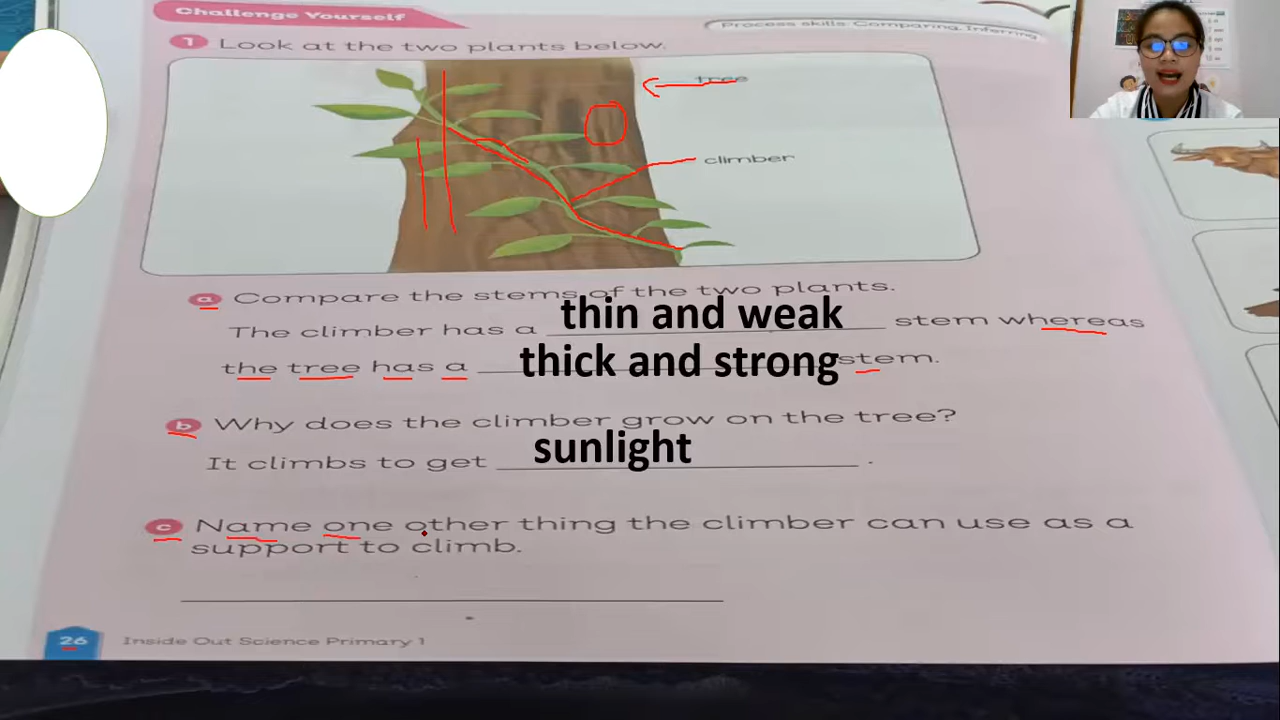 Challenge Yourself
Process skills: Comparing, Inferring
1 Look at the two plants below.
tree
climber
a Compare the stems of the two plants.
The climber has a thin and weak stem whereas
the tree has a thick and strong stem.
b Why does the climber grow on the tree?
It climbs to get sunlight.
c Name one other thing the climber can use as a
support to climb.
26 Inside Out Science Primary 1